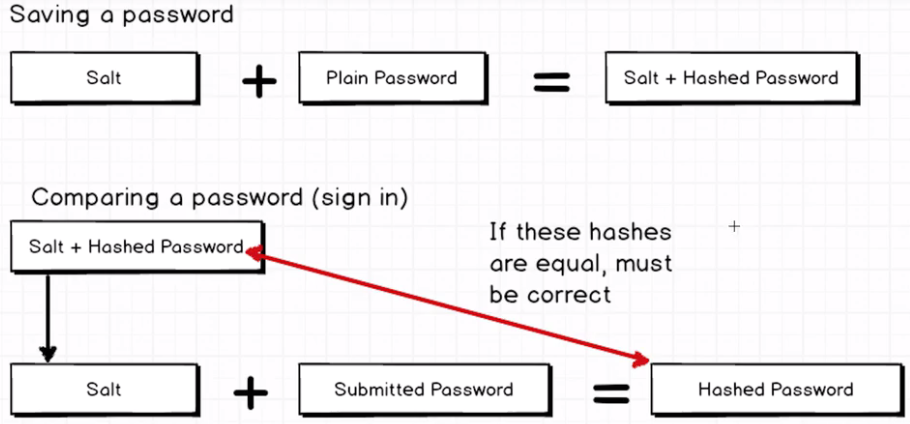 Saving a password
Salt + Plain Password = Salt + Hashed Password
Comparing a password (sign in)
Salt + Hashed Password
If these hashes
are equal, must
be correct
Salt + Submitted Password = Hashed Password